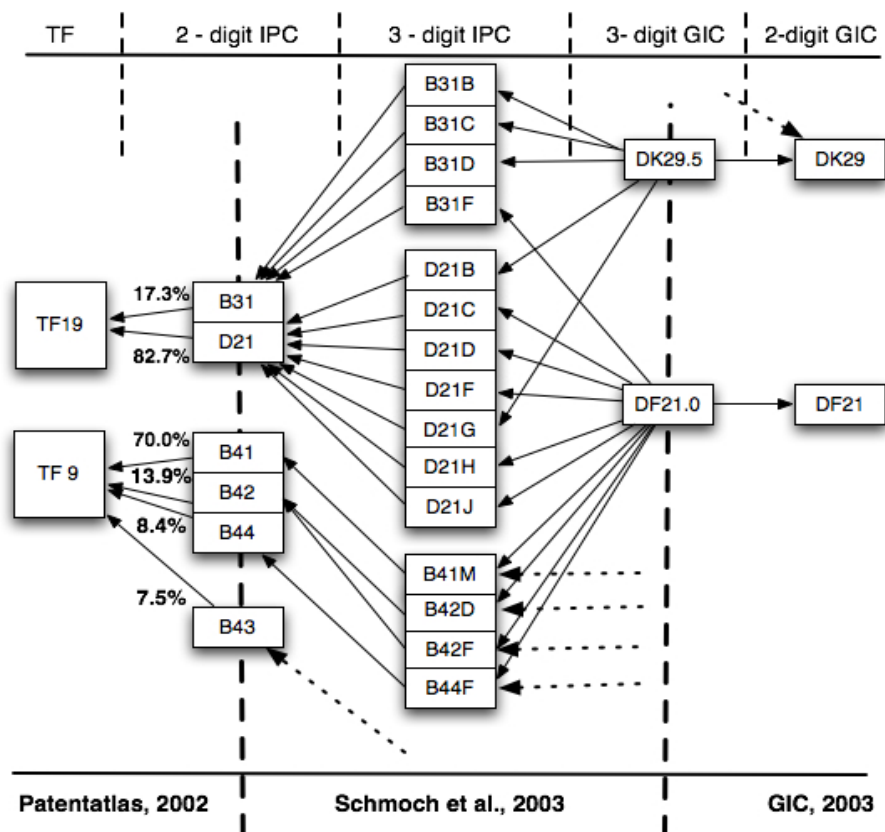 TF
2 - digit IPC
3 - digit IPC
3- digit GIC
2-digit GIC
B31B
B31C
B31D
B31F
DK29.5
DK29
D21B
D21C
D21D
D21F
D21G
D21H
D21J
TF19
17.3%
82.7%
B31
D21
DF21.0
DF21
TF 9
70.0%
13.9%
8.4%
7.5%
B41
B42
B44
B43
B41M
B42D
B42F
B44F
Patentatlas, 2002
Schmoch et al., 2003
GIC, 2003